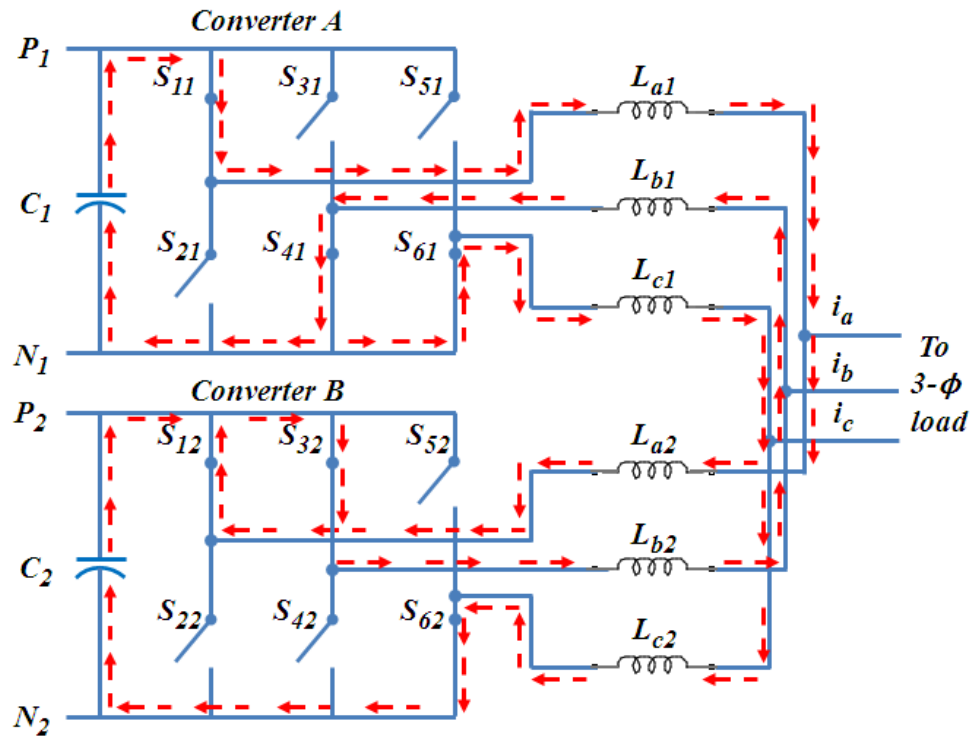 Converter A
P1
S11
S31
S51
La1
Lb1
C1
S21
S41
S61
Lc1
ia
N1
To
Converter B
ib
3-ϕ
P2
ic
load
S12
S32
S52
La2
Lb2
C2
S22
S42
S62
Lc2
N2